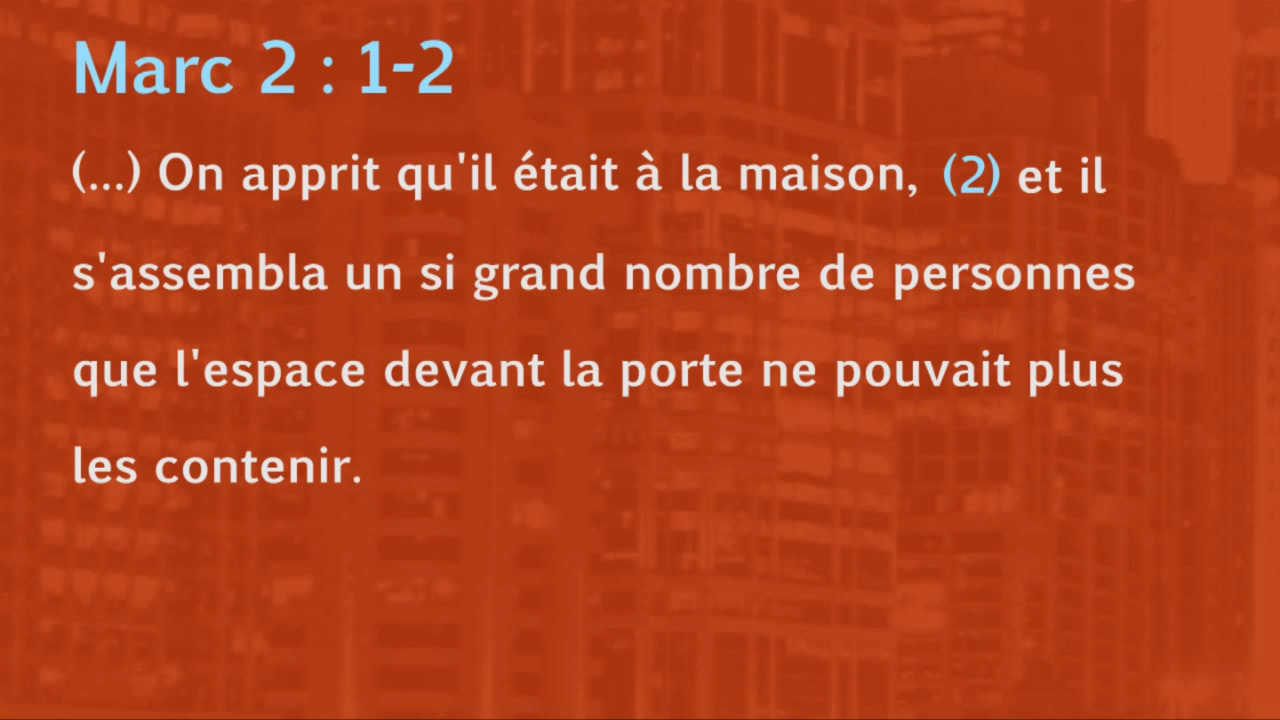 Marc 2 : 1-2
(...) On apprit qu'il était à la maison, (2) et il
s'assembla un si grand nombre de personnes
que l'espace devant la porte ne pouvait plus
les contenir.